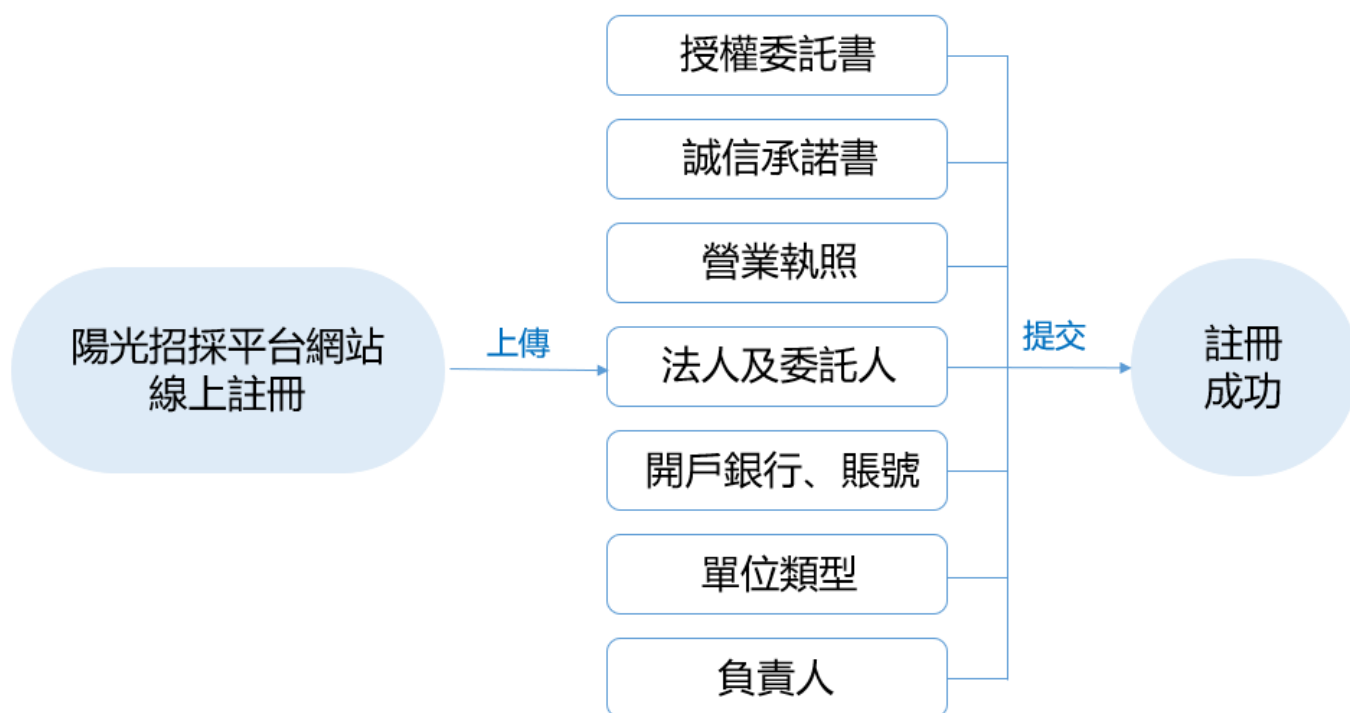 陽光招採平台網站
線上註冊
上傳
授權委託書
誠信承諾書
營業執照
法人及委託人
開戶銀行、賬號
單位類型
負責人
提交
註冊
成功